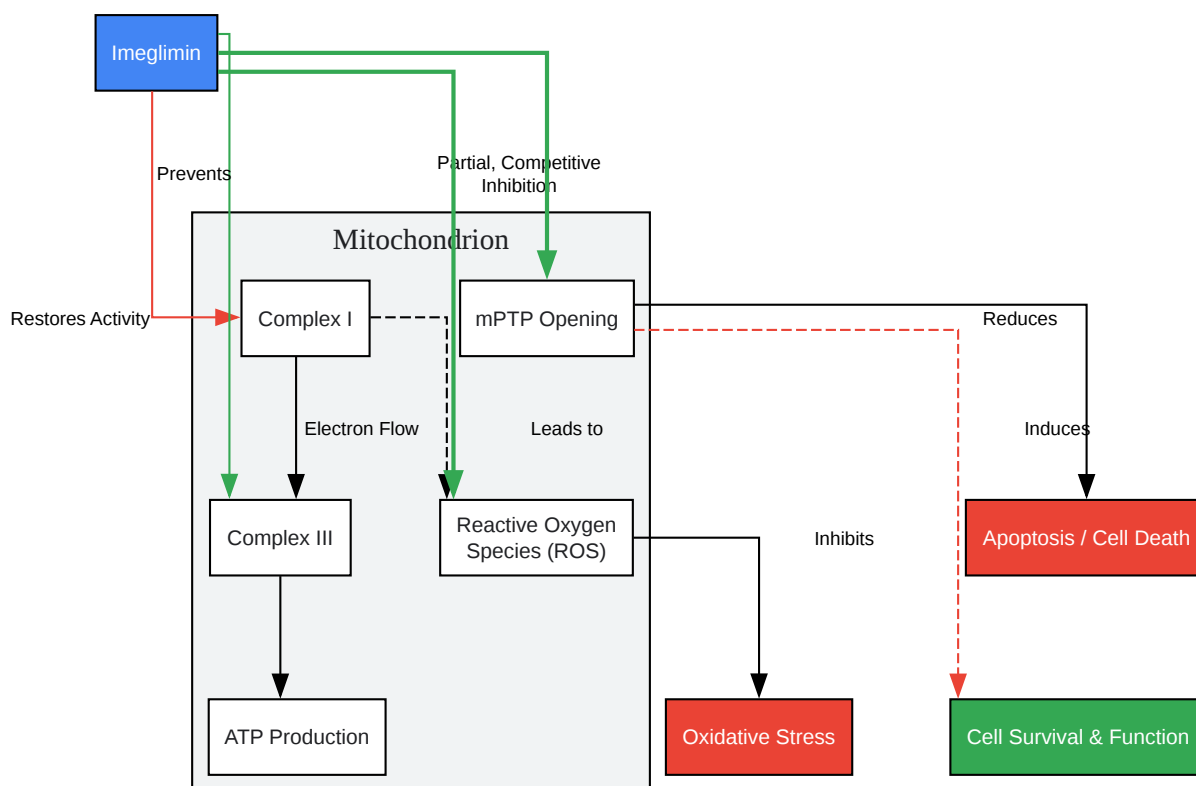 Imeglimin
Prevents
Partial, Competitive
Inhibition
Mitochondrion
Restores Activity
Complex I
mPTP Opening
Reduces
Electron Flow
Leads to
Induces
Complex III
Reactive Oxygen
Species (ROS)
Inhibits
Apoptosis / Cell Death
ATP Production
Oxidative Stress
Cell Survival & Function